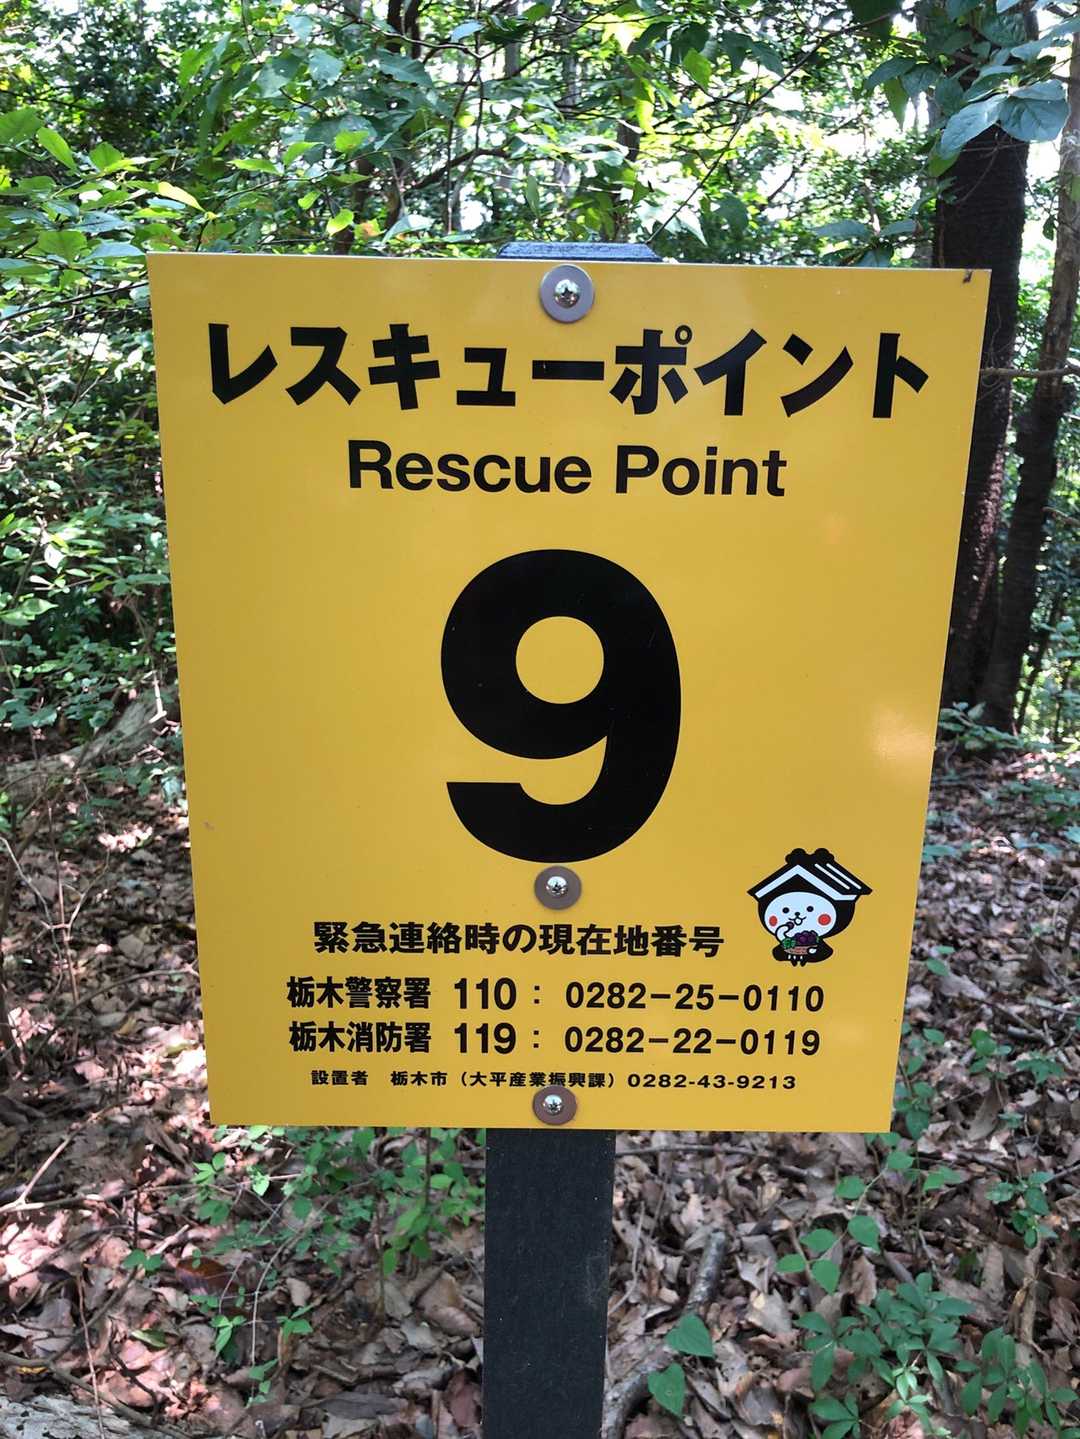 レスキューポイント
Rescue Point
9
緊急連絡時の現在地番号
栃木警察署 110： 0282−25−0110
栃木消防署 119： 0282−22−0119
設置者 栃木市（大平産業振興課）0282-43-9213